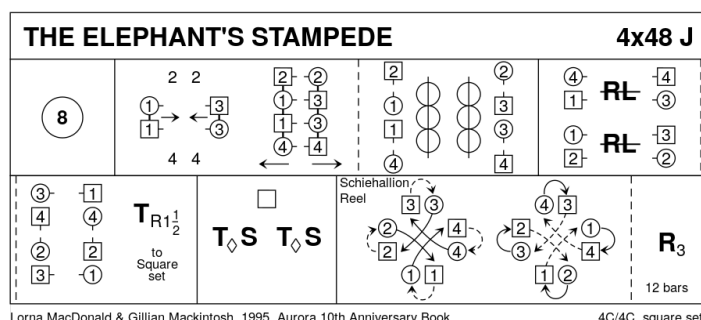 THE ELEPHANT'S STAMPEDE 4x48 J
8
2 2
1 3
1 3
4 4
2 2
1 3
1 3
4 4
2 2
1 3
1 3
4 4
4 4
1 RL 3
1 3
2 RL 2
3 1
4 4
2 2
3 1
T R1 1/2
to
Square
set
T◊S T◊S
Schiehallion
Reel
3 3
2 4
2 4
1 1
4 3
2 1
3 4
1 2
R3
12 bars
Lorna MacDonald & Gillian Mackintosh, 1995, Aurora 10th Anniversary Book 4C/4C, square set